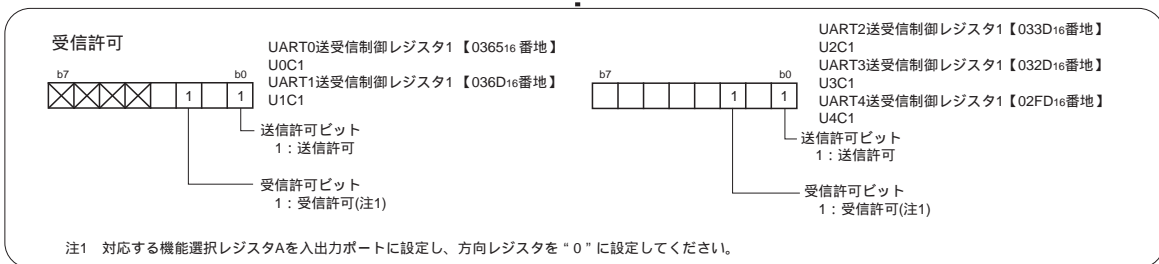 受信許可
UART0送受信制御レジスタ1 【036516 番地】
U0C1
UART1送受信制御レジスタ1 【036D16番地】
U1C1
b7 b0
1 1
送信許可ビット
1：送信許可
受信許可ビット
1：受信許可(注1)
UART2送受信制御レジスタ1【033D16番地】
U2C1
UART3送受信制御レジスタ1【032D16番地】
U3C1
UART4送受信制御レジスタ1【02FD16番地】
U4C1
b7 b0
1 1
送信許可ビット
1：送信許可
受信許可ビット
1：受信許可(注1)
注1 対応する機能選択レジスタAを入出力ポートに設定し、方向レジスタを“0”に設定してください。